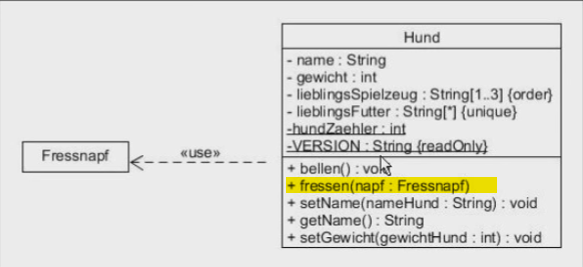 Hund
- name : String
- gewicht : int
- lieblingsSpielzeug : String[1..3] {order}
- lieblingsFutter : String[*] {unique}
-hundZaehler : int
-VERSION : String {readOnly}
Fressnapf
«use»
+ bellen() : void
+ fressen(napf : Fressnapf)
+ setName(nameHund : String) : void
+ getName() : String
+ setGewicht(gewichtHund : int) : void